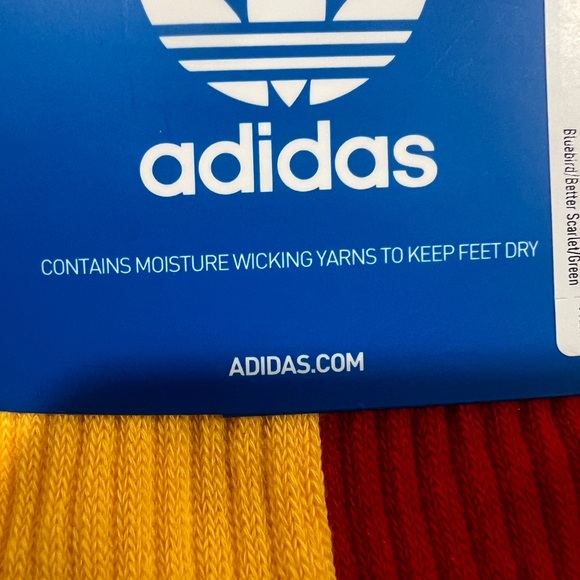 adidas
CONTAINS MOISTURE WICKING YARNS TO KEEP FEET DRY
ADIDAS.COM
Bluebird/Better Scarlet/Green